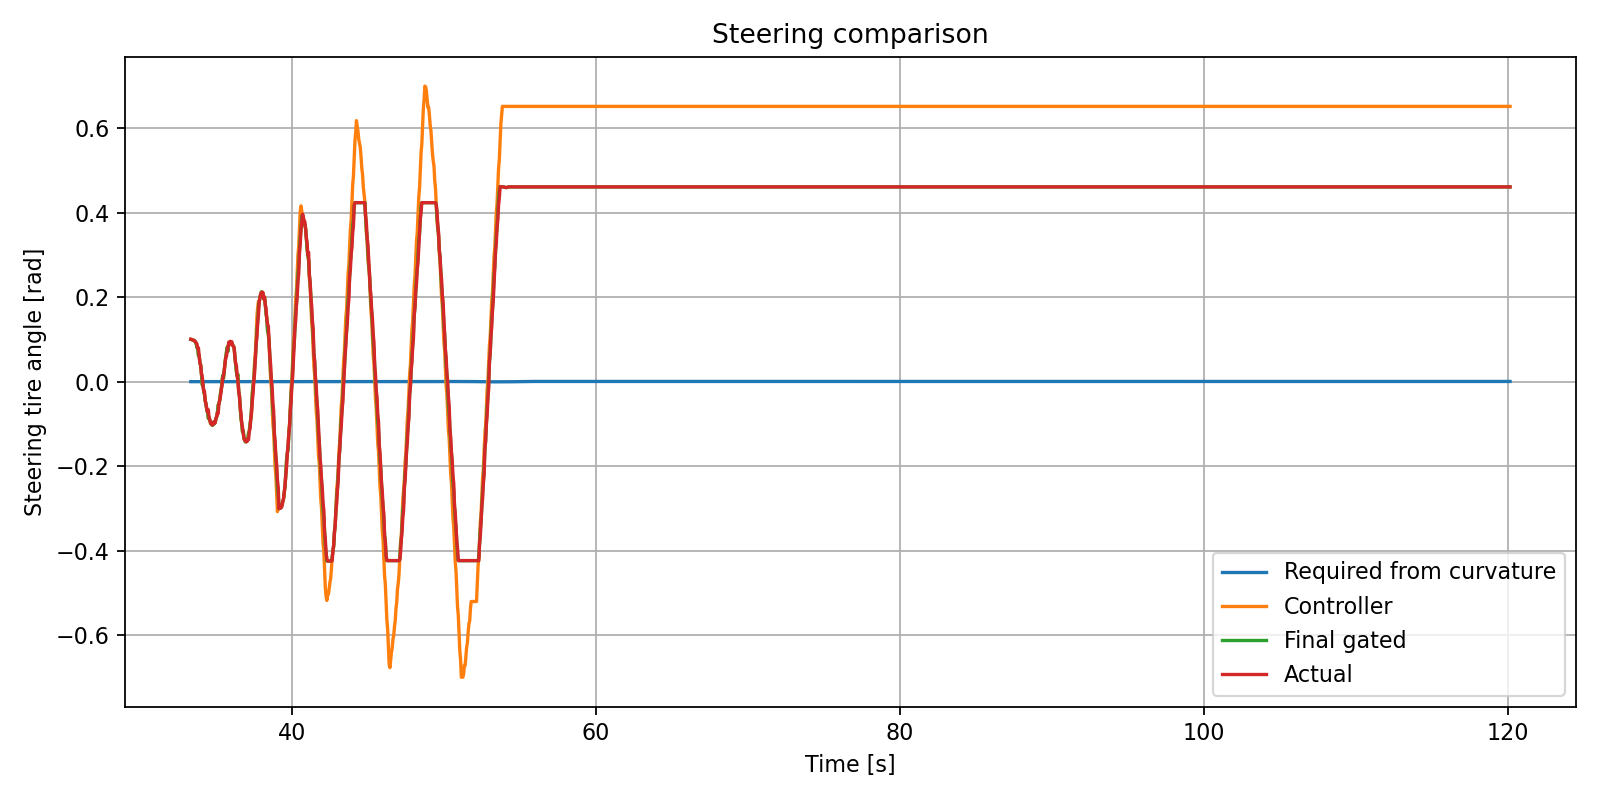 Steering comparison
Steering tire angle [rad]
0.6
0.4
0.2
0.0
−0.2
−0.4
−0.6
40
60
80
100
120
Time [s]
Required from curvature
Controller
Final gated
Actual